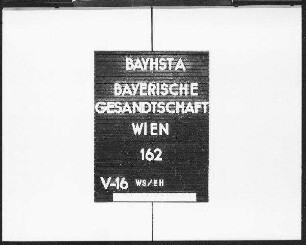 BAYHSTA
BAYERISCHE
GESANDTSCHAFT
WIEN
162
V-16 WS/EH